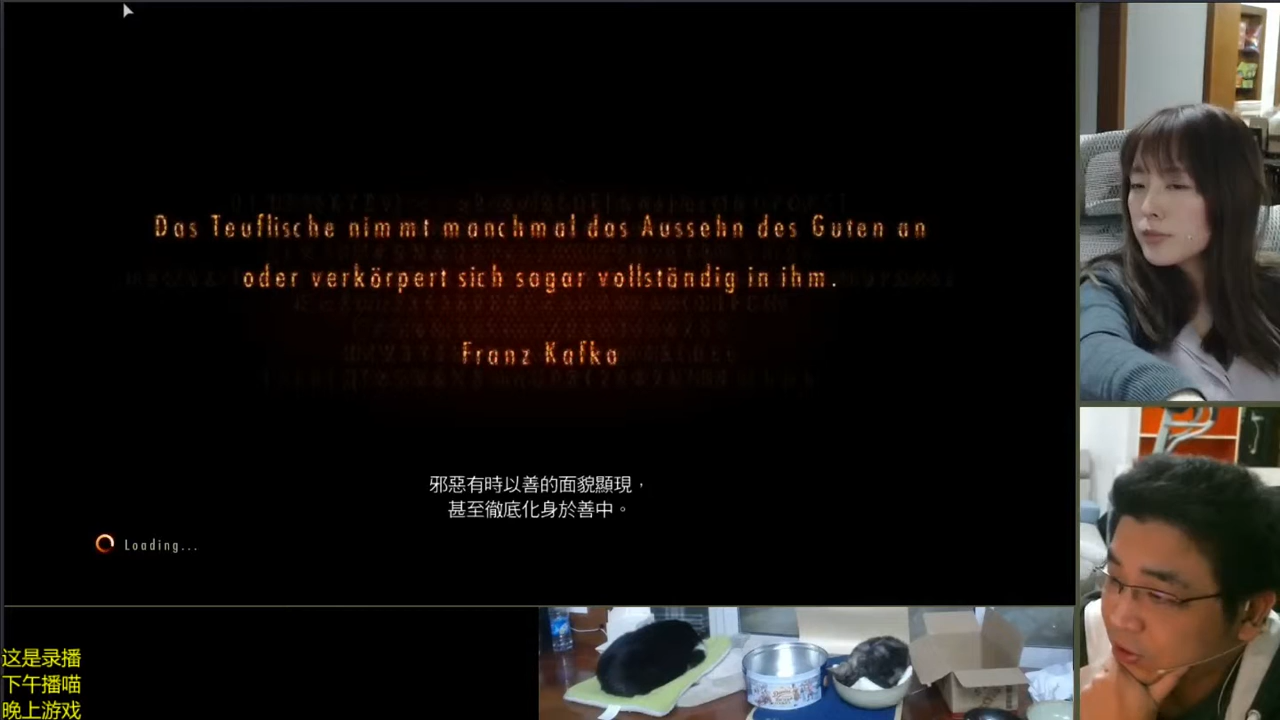 Das Teuflische nimmt manchmal das Aussehn des Guten an
oder verkörpert sich sogar vollständig in ihm.
Franz Kafka
邪惡有時以善的面貌顯現，
甚至徹底化身於善中。
Loading...
这是录播
下午播喵
晚上游戏